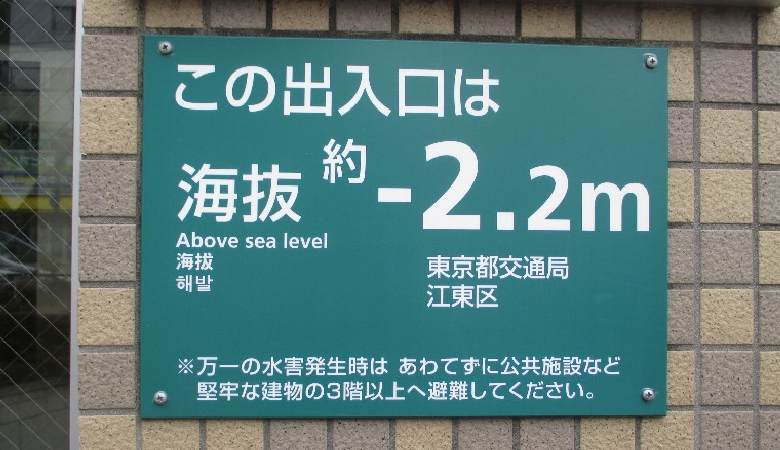 この出入口は
海抜 約-2.2m
Above sea level
海抜
해발
東京都交通局
江東区
※万一の水害発生時は あわてずに公共施設など
堅牢な建物の3階以上へ避難してください。